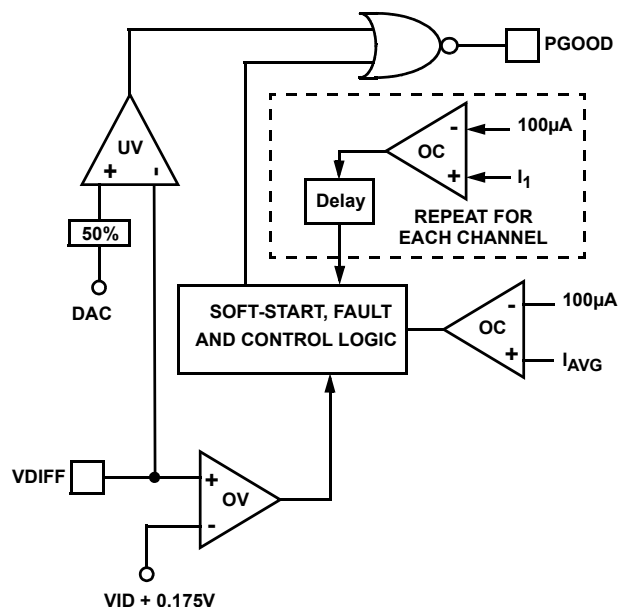 PGOOD
UV
+ -
50%
DAC
- 100µA
OC
+ I1
Delay
REPEAT FOR
EACH CHANNEL
SOFT-START, FAULT
AND CONTROL LOGIC
- 100µA
OC
+ IAVG
VDIFF
+
OV
-
VID + 0.175V